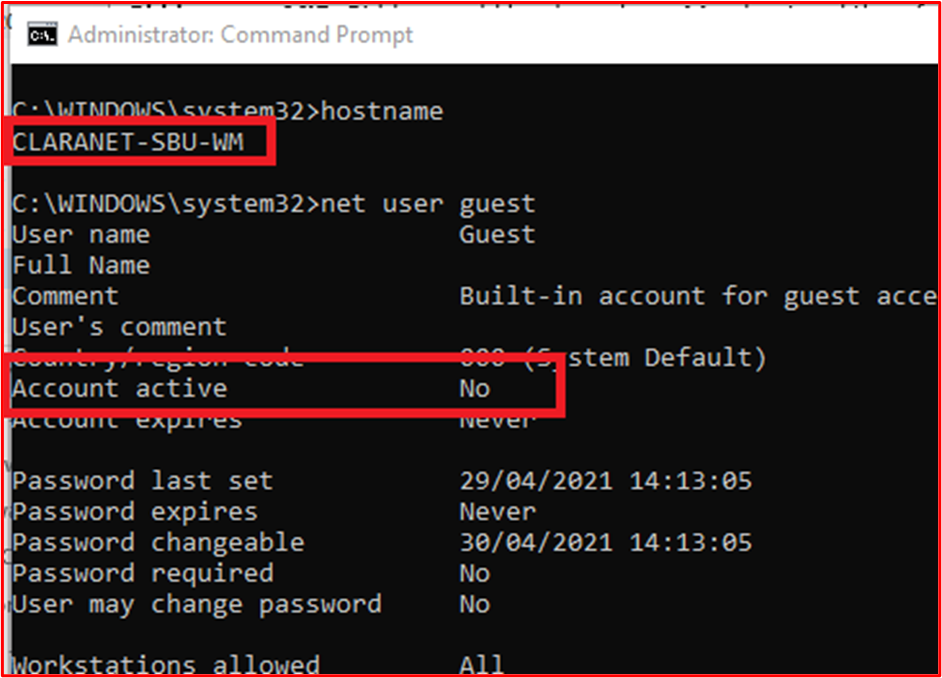 Administrator: Command Prompt
C:\WINDOWS\system32>hostname
CLARANET-SBU-WM
C:\WINDOWS\system32>net user guest
User name Guest
Full Name
Comment Built-in account for guest acce
User's comment
Country/region code 000 (System Default)
Account active No
Account expires Never
Password last set 29/04/2021 14:13:05
Password expires Never
Password changeable 30/04/2021 14:13:05
Password required No
User may change password No
Workstations allowed All